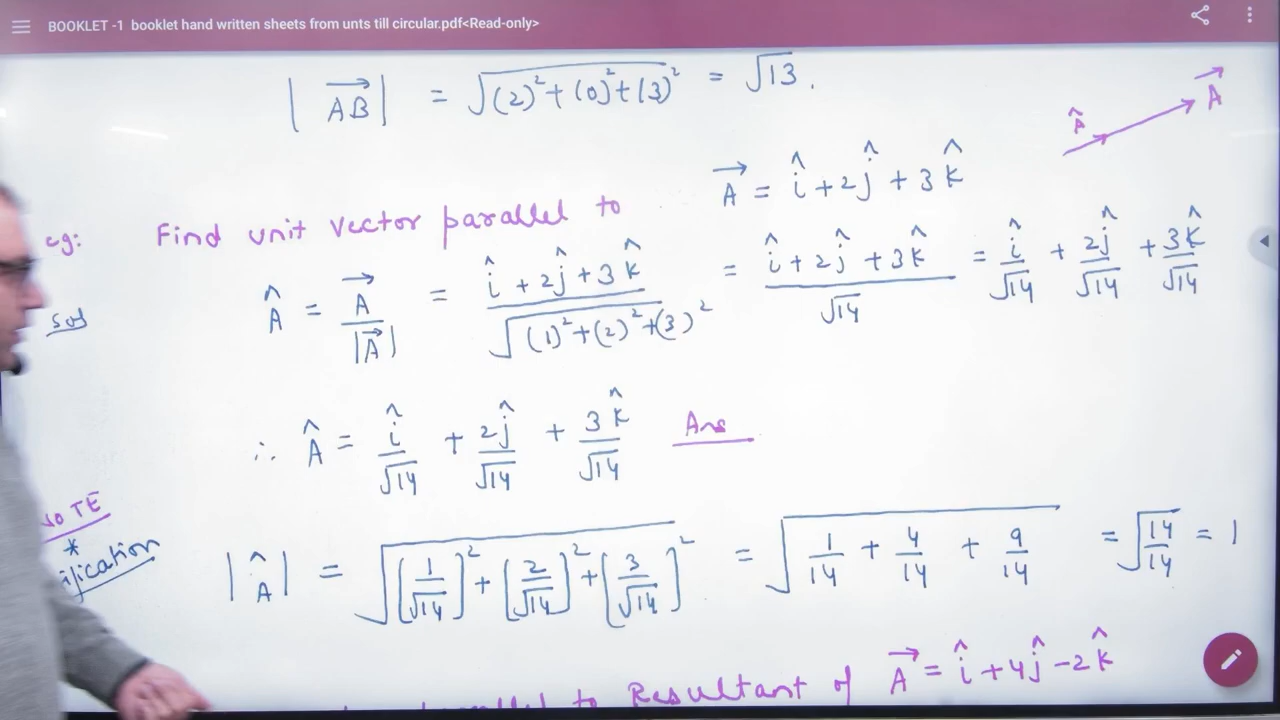 BOOKLET -1 booklet hand written sheets from unts till circular.pdf<Read-only>
|AB⃗| = √((2)² + (0)² + (3)²) = √13.
Â A⃗
eg: Find unit vector parallel to A⃗ = î + 2ĵ + 3k̂
sol Â = A⃗/|A⃗| = (î + 2ĵ + 3k̂)/√((1)² + (2)² + (3)²) = (î + 2ĵ + 3k̂)/√14 = î/√14 + 2ĵ/√14 + 3k̂/√14
∴ Â = î/√14 + 2ĵ/√14 + 3k̂/√14 Ans
NOTE
*
ification |Â| = √([1/√14]² + [2/√14]² + [3/√14]²) = √(1/14 + 4/14 + 9/14) = √(14/14) = 1
to Resultant of A⃗ = î + 4ĵ - 2k̂